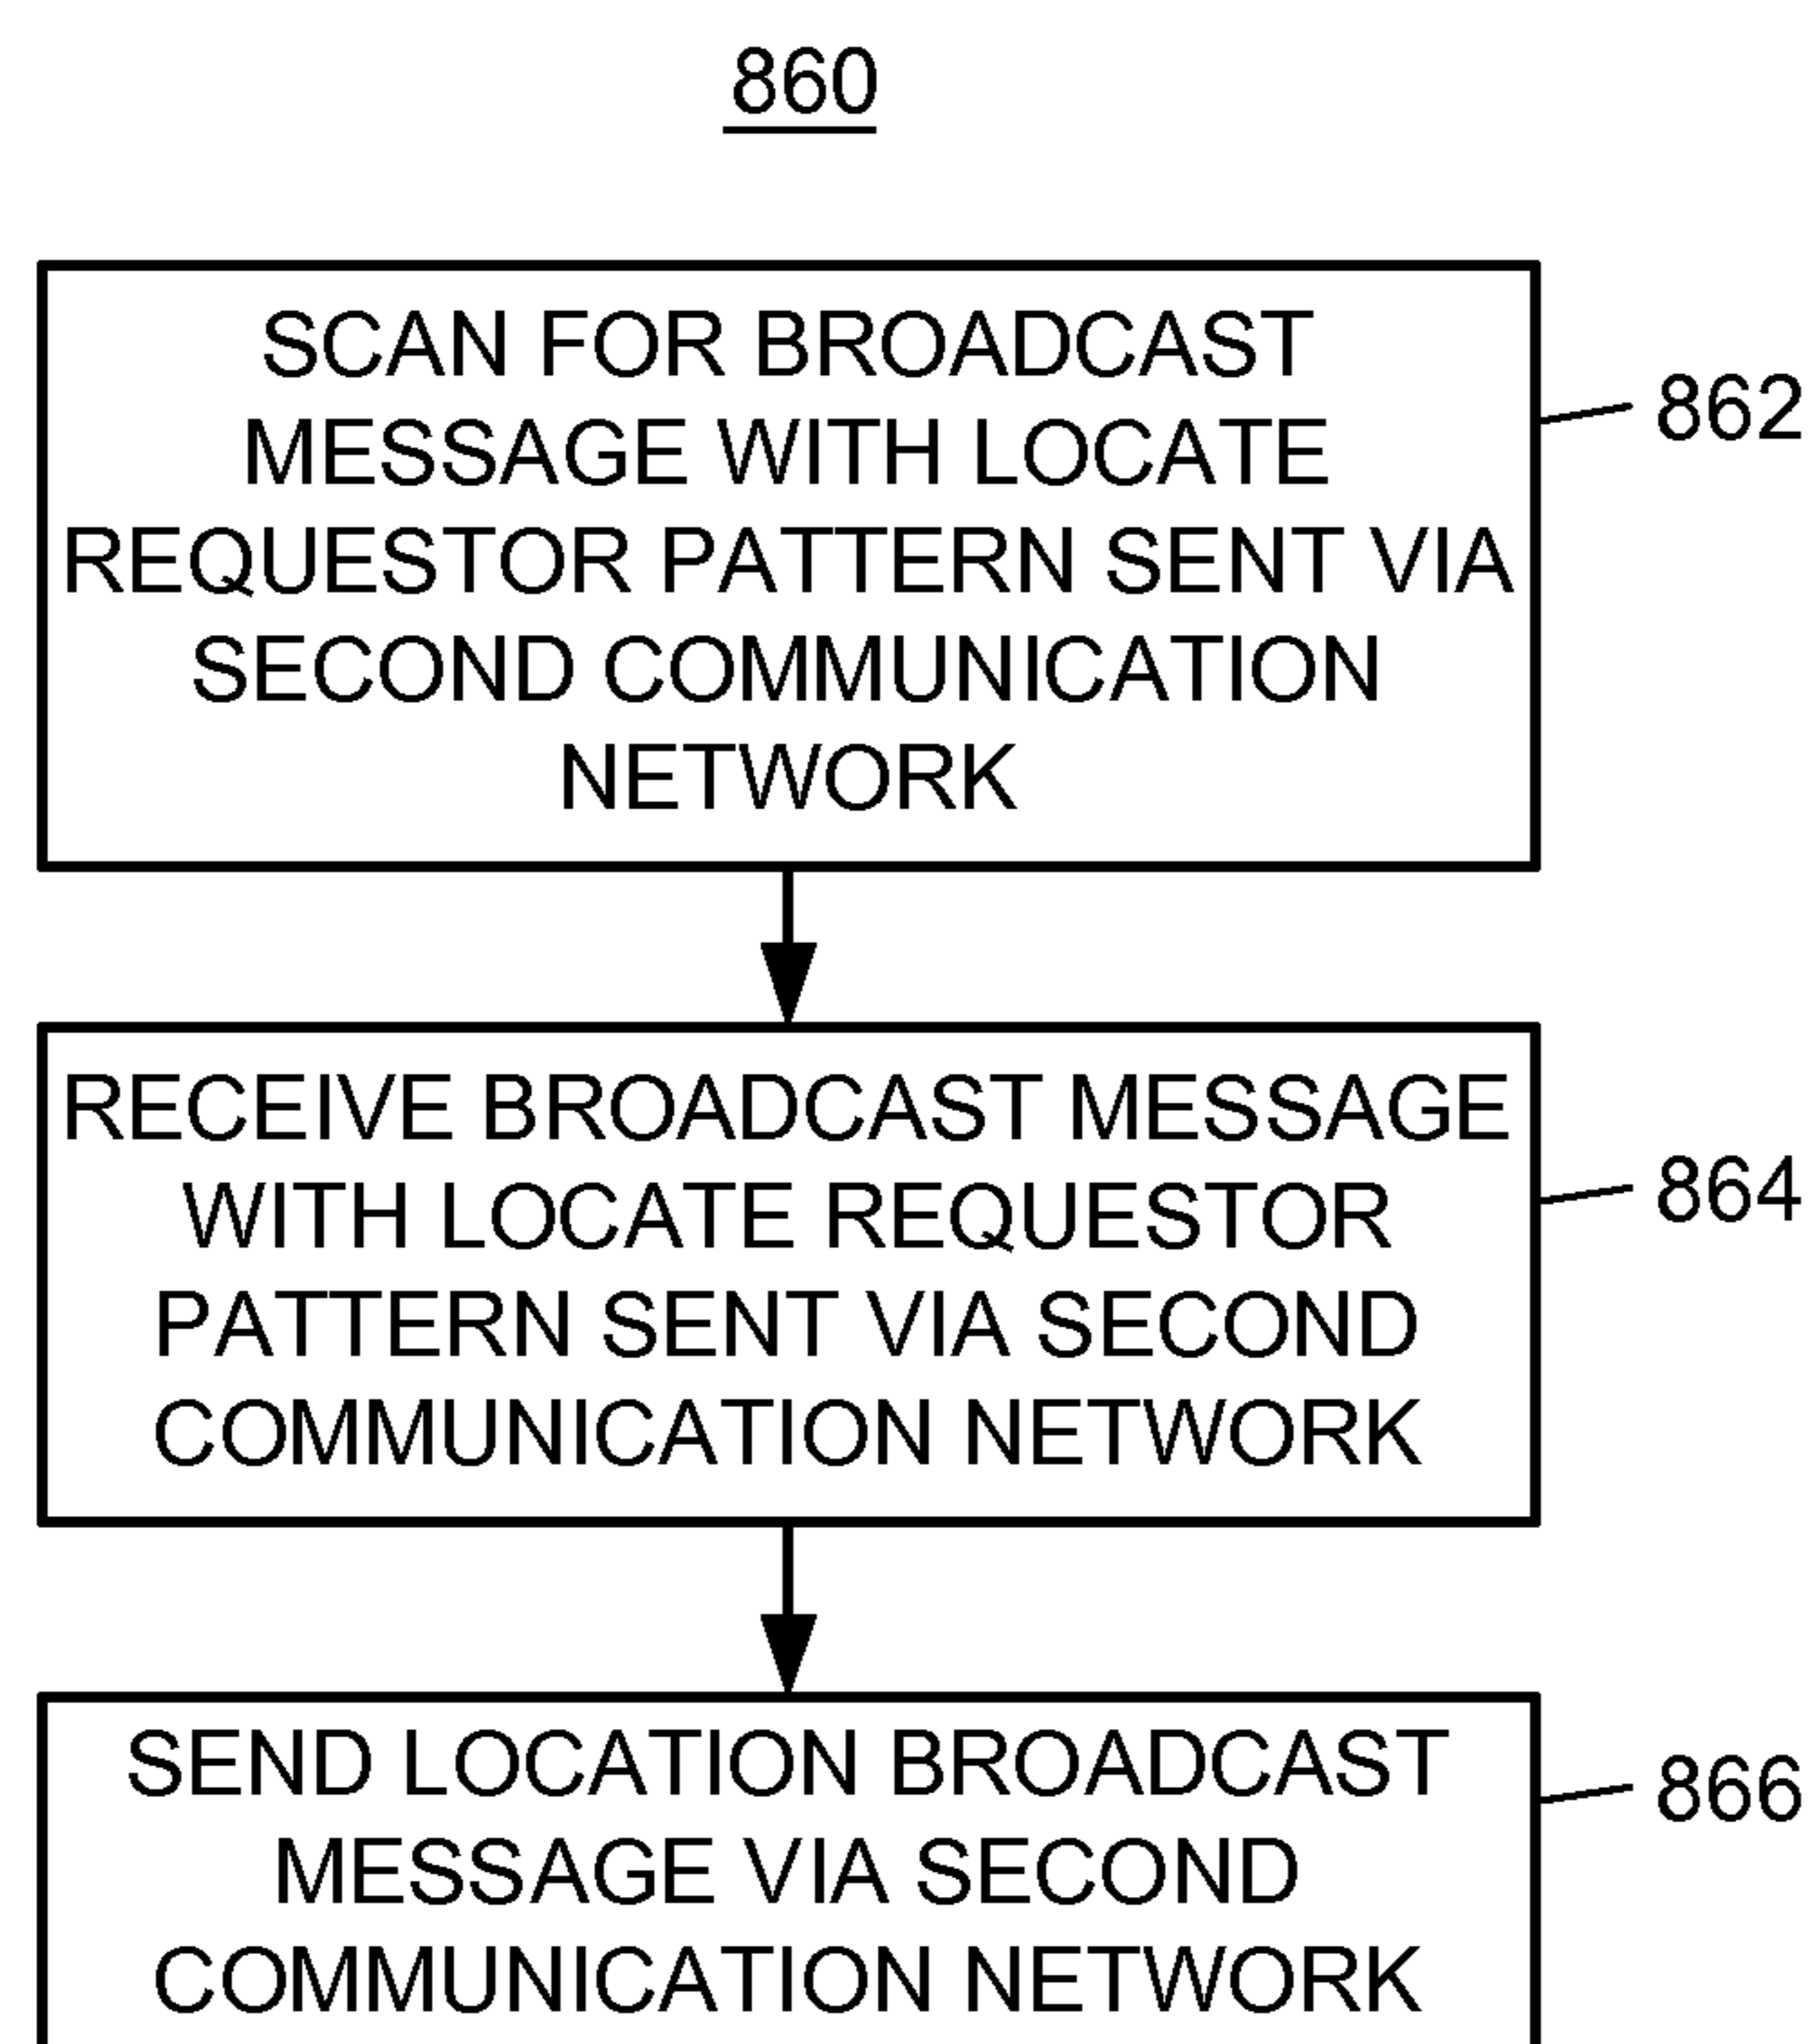 860
SCAN FOR BROADCAST
MESSAGE WITH LOCATE
REQUESTOR PATTERN SENT VIA
SECOND COMMUNICATION
NETWORK
862
RECEIVE BROADCAST MESSAGE
WITH LOCATE REQUESTOR
PATTERN SENT VIA SECOND
COMMUNICATION NETWORK
864
SEND LOCATION BROADCAST
MESSAGE VIA SECOND
COMMUNICATION NETWORK
866